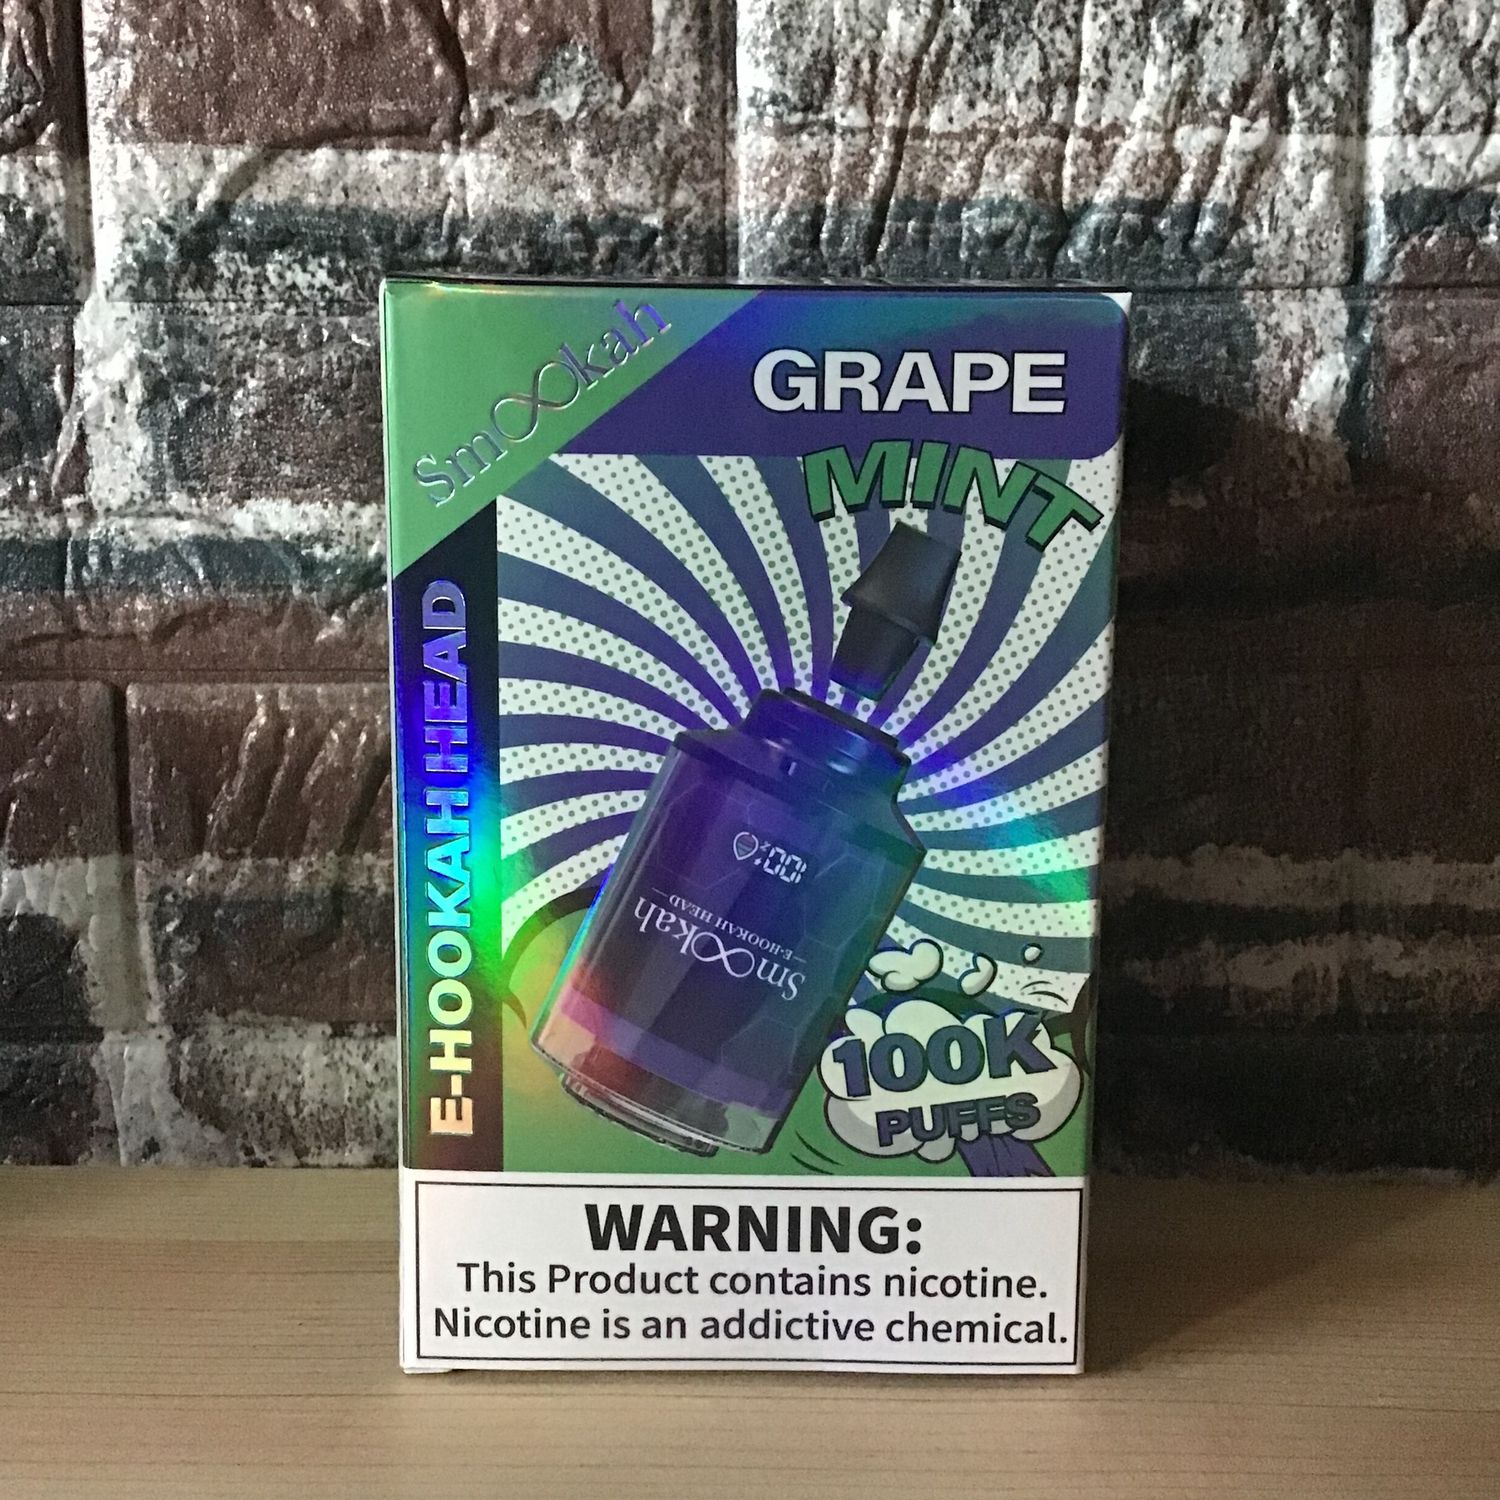 Smookah
GRAPE
MINT
E-HOOKAH HEAD
100
Smookah
E-HOOKAH HEAD
100K
PUFFS
WARNING:
This Product contains nicotine.
Nicotine is an addictive chemical.